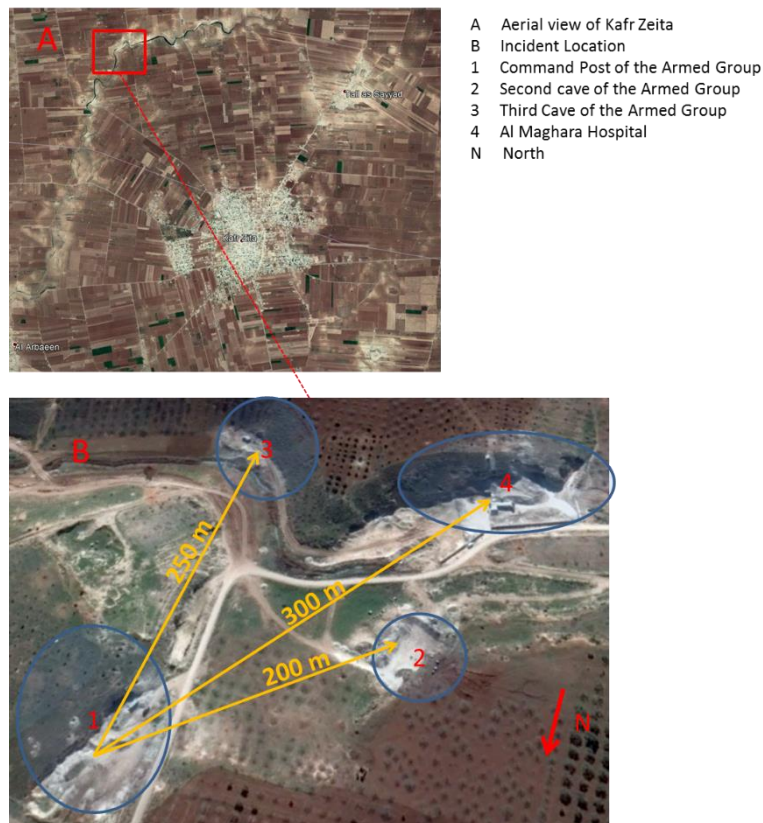 A
Tall as Sayyad
Kafr Zita
Al Arbaeen
A Aerial view of Kafr Zeita
B Incident Location
1 Command Post of the Armed Group
2 Second cave of the Armed Group
3 Third Cave of the Armed Group
4 Al Maghara Hospital
N North
B
3
4
250 m
300 m
200 m
2
1
N